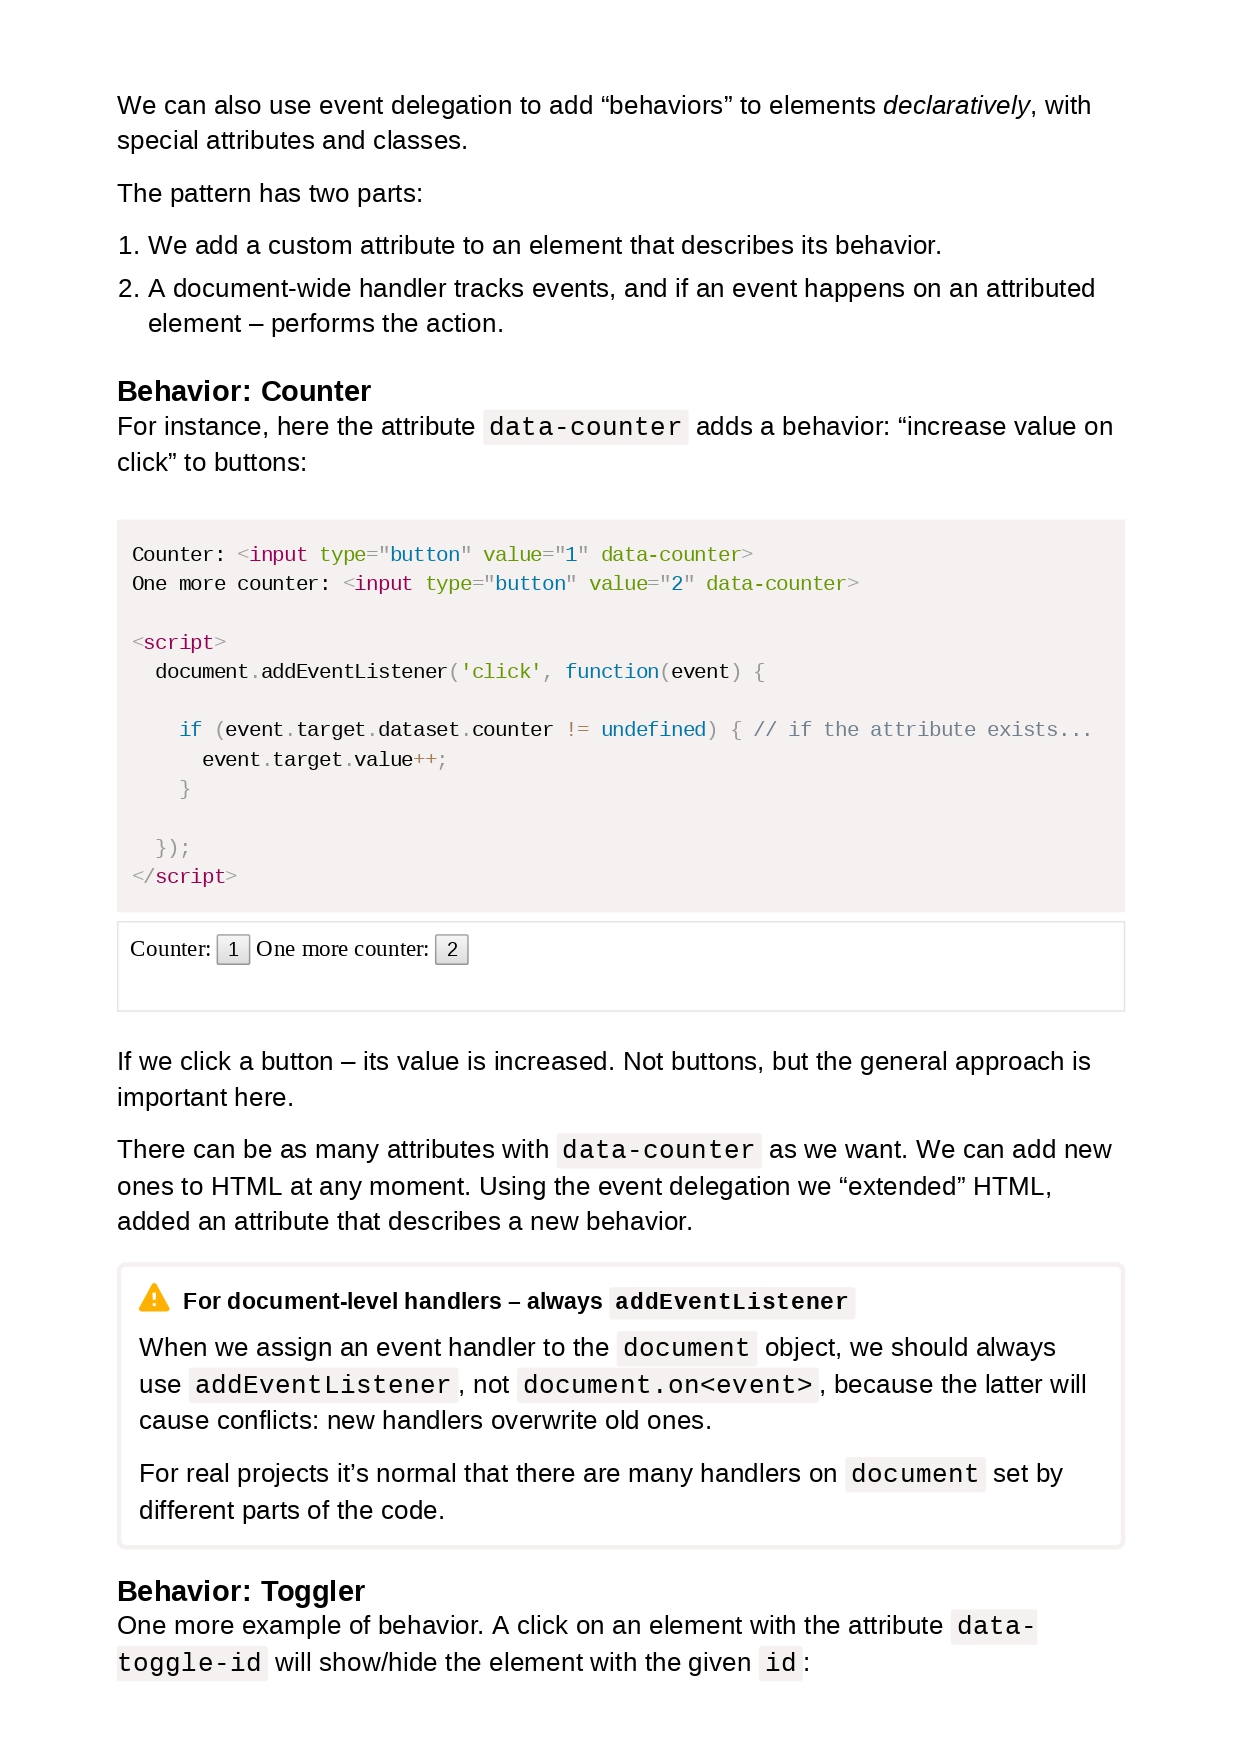 We can also use event delegation to add “behaviors” to elements declaratively, with
special attributes and classes.
The pattern has two parts:
1. We add a custom attribute to an element that describes its behavior.
2. A document-wide handler tracks events, and if an event happens on an attributed
element – performs the action.
Behavior: Counter
For instance, here the attribute data-counter adds a behavior: “increase value on
click” to buttons:
Counter: <input type="button" value="1" data-counter>
One more counter: <input type="button" value="2" data-counter>
<script>
  document.addEventListener('click', function(event) {
    if (event.target.dataset.counter != undefined) { // if the attribute exists...
      event.target.value++;
    }
  });
</script>
Counter: 1 One more counter: 2
If we click a button – its value is increased. Not buttons, but the general approach is
important here.
There can be as many attributes with data-counter as we want. We can add new
ones to HTML at any moment. Using the event delegation we “extended” HTML,
added an attribute that describes a new behavior.
For document-level handlers – always addEventListener
When we assign an event handler to the document object, we should always
use addEventListener, not document.on<event>, because the latter will
cause conflicts: new handlers overwrite old ones.
For real projects it’s normal that there are many handlers on document set by
different parts of the code.
Behavior: Toggler
One more example of behavior. A click on an element with the attribute data-
toggle-id will show/hide the element with the given id: